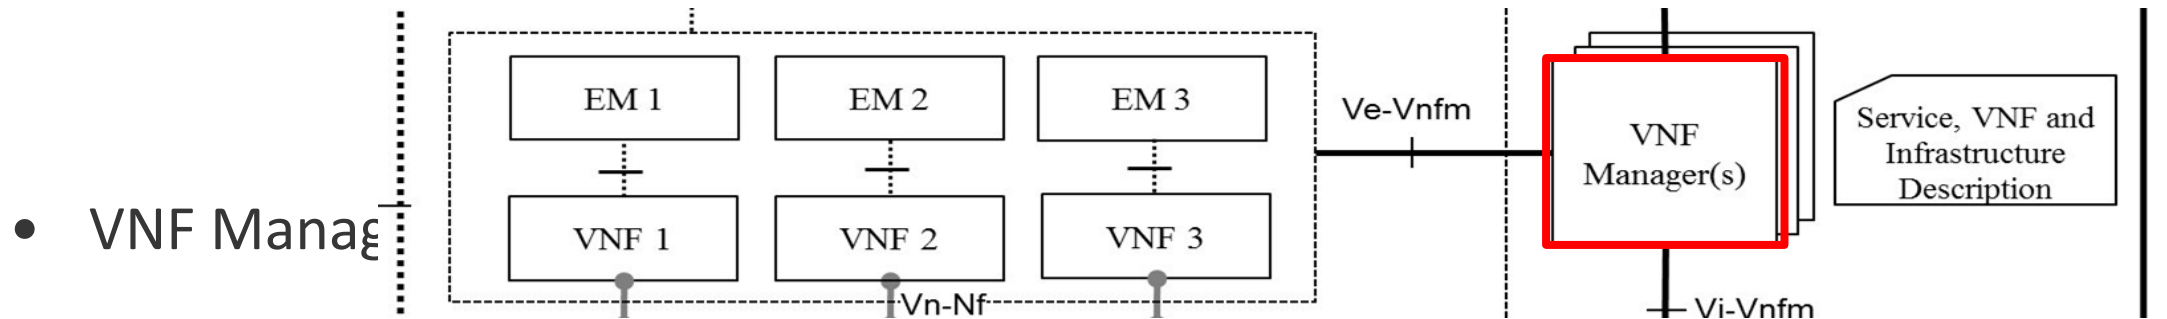 • VNF Manag
EM 1
EM 2
EM 3
VNF 1
VNF 2
VNF 3
Vn-Nf
Ve-Vnfm
VNF
Manager(s)
Service, VNF and
Infrastructure
Description
Vi-Vnfm